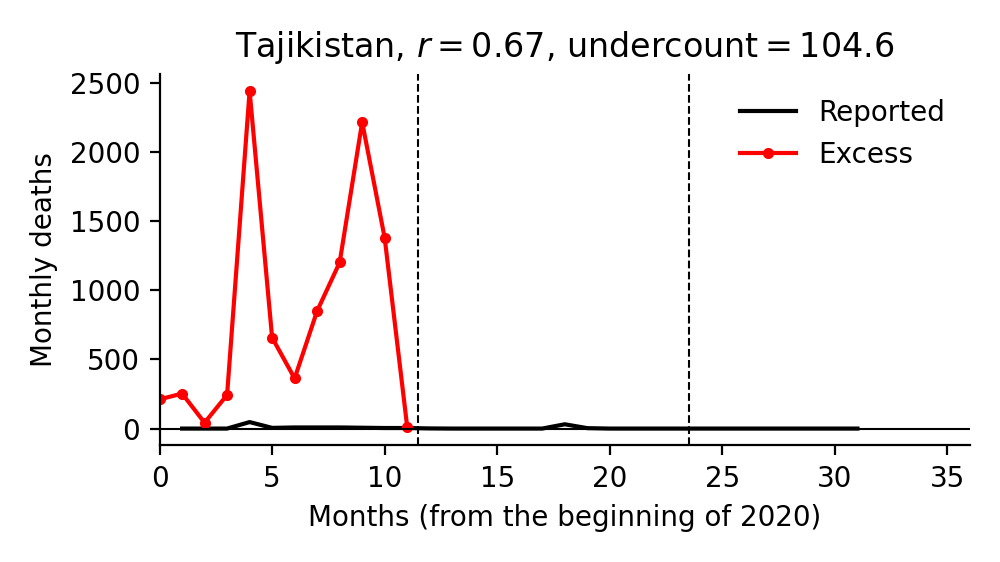 Tajikistan, r = 0.67, undercount = 104.6
2500
2000
1500
1000
500
0
Monthly deaths
Reported
Excess
0 5 10 15 20 25 30 35
Months (from the beginning of 2020)